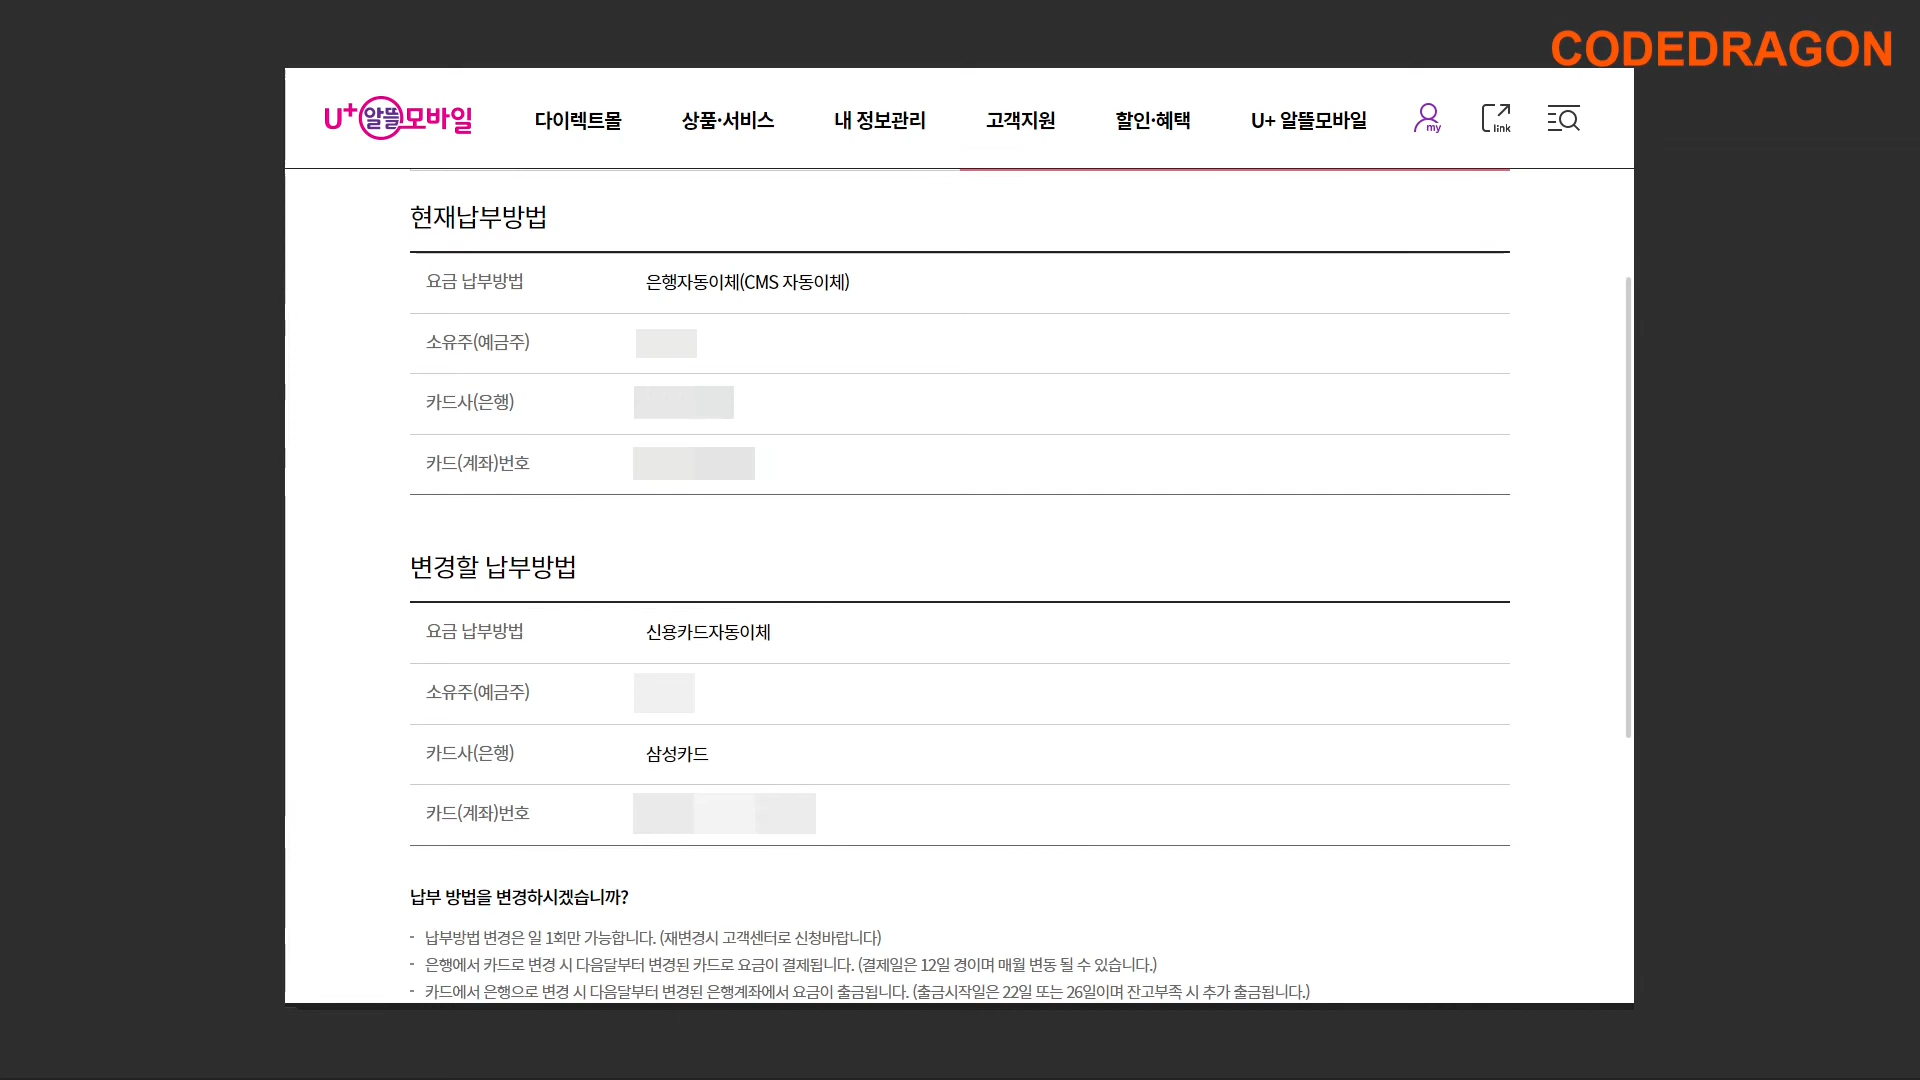 CODEDRAGON
U+알뜰모바일 다이렉트몰 상품·서비스 내 정보관리 고객지원 할인·혜택 U+ 알뜰모바일 my link
현재납부방법
요금 납부방법 은행자동이체(CMS 자동이체)
소유주(예금주)
카드사(은행)
카드(계좌)번호
변경할 납부방법
요금 납부방법 신용카드자동이체
소유주(예금주)
카드사(은행) 삼성카드
카드(계좌)번호
납부 방법을 변경하시겠습니까?
- 납부방법 변경은 일 1회만 가능합니다. (재변경시 고객센터로 신청바랍니다)
- 은행에서 카드로 변경 시 다음달부터 변경된 카드로 요금이 결제됩니다. (결제일은 12일 경이며 매월 변동 될 수 있습니다.)
- 카드에서 은행으로 변경 시 다음달부터 변경된 은행계좌에서 요금이 출금됩니다. (출금시작일은 22일 또는 26일이며 잔고부족 시 추가 출금됩니다.)